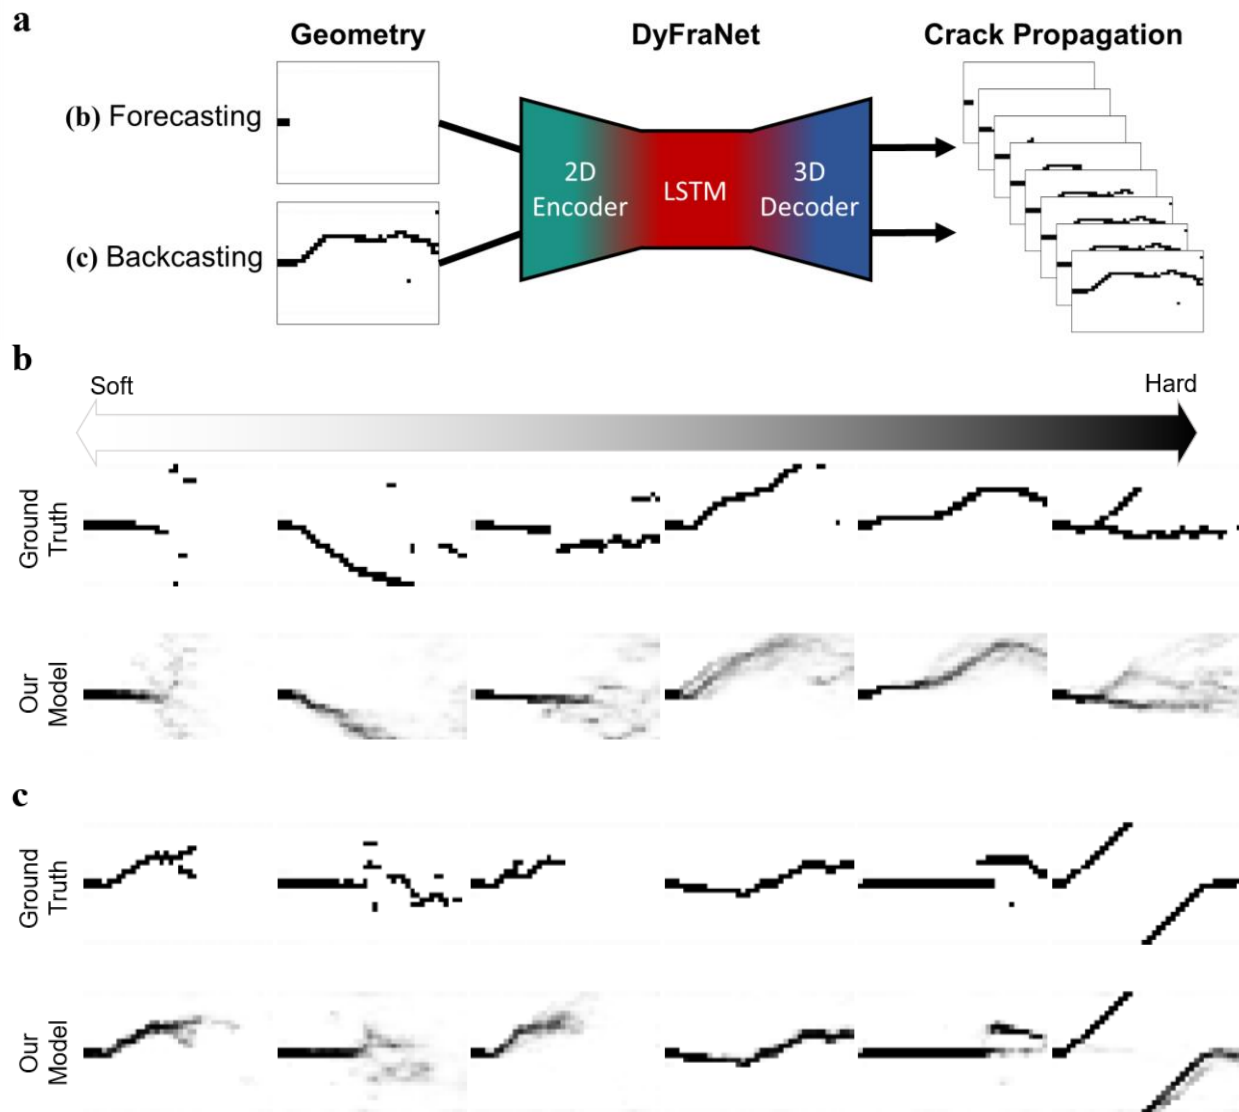 a
Geometry
DyFraNet
Crack Propagation
(b) Forecasting
(c) Backcasting
2D
Encoder
LSTM
3D
Decoder
b
Soft
Hard
Ground
Truth
Our
Model
c
Ground
Truth
Our
Model